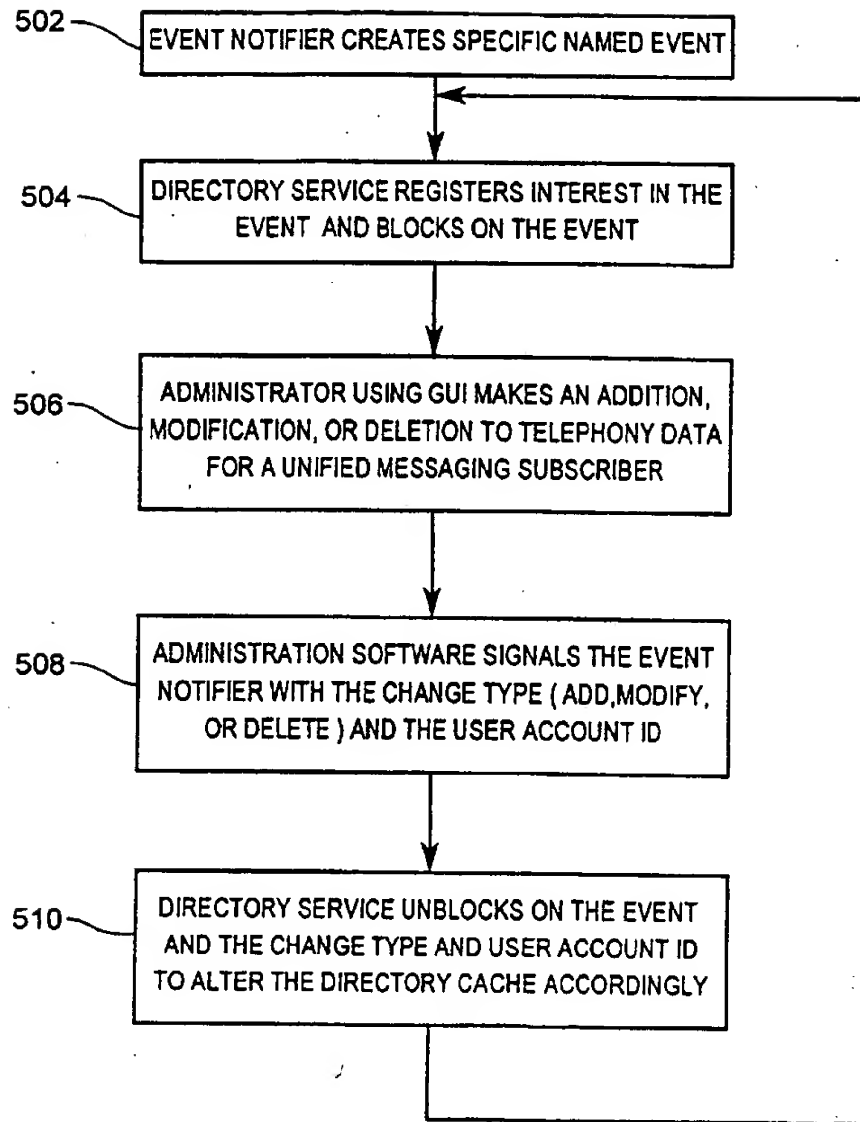 502
EVENT NOTIFIER CREATES SPECIFIC NAMED EVENT
504
DIRECTORY SERVICE REGISTERS INTEREST IN THE
EVENT AND BLOCKS ON THE EVENT
506
ADMINISTRATOR USING GUI MAKES AN ADDITION,
MODIFICATION, OR DELETION TO TELEPHONY DATA
FOR A UNIFIED MESSAGING SUBSCRIBER
508
ADMINISTRATION SOFTWARE SIGNALS THE EVENT
NOTIFIER WITH THE CHANGE TYPE ( ADD,MODIFY,
OR DELETE ) AND THE USER ACCOUNT ID
510
DIRECTORY SERVICE UNBLOCKS ON THE EVENT
AND THE CHANGE TYPE AND USER ACCOUNT ID
TO ALTER THE DIRECTORY CACHE ACCORDINGLY